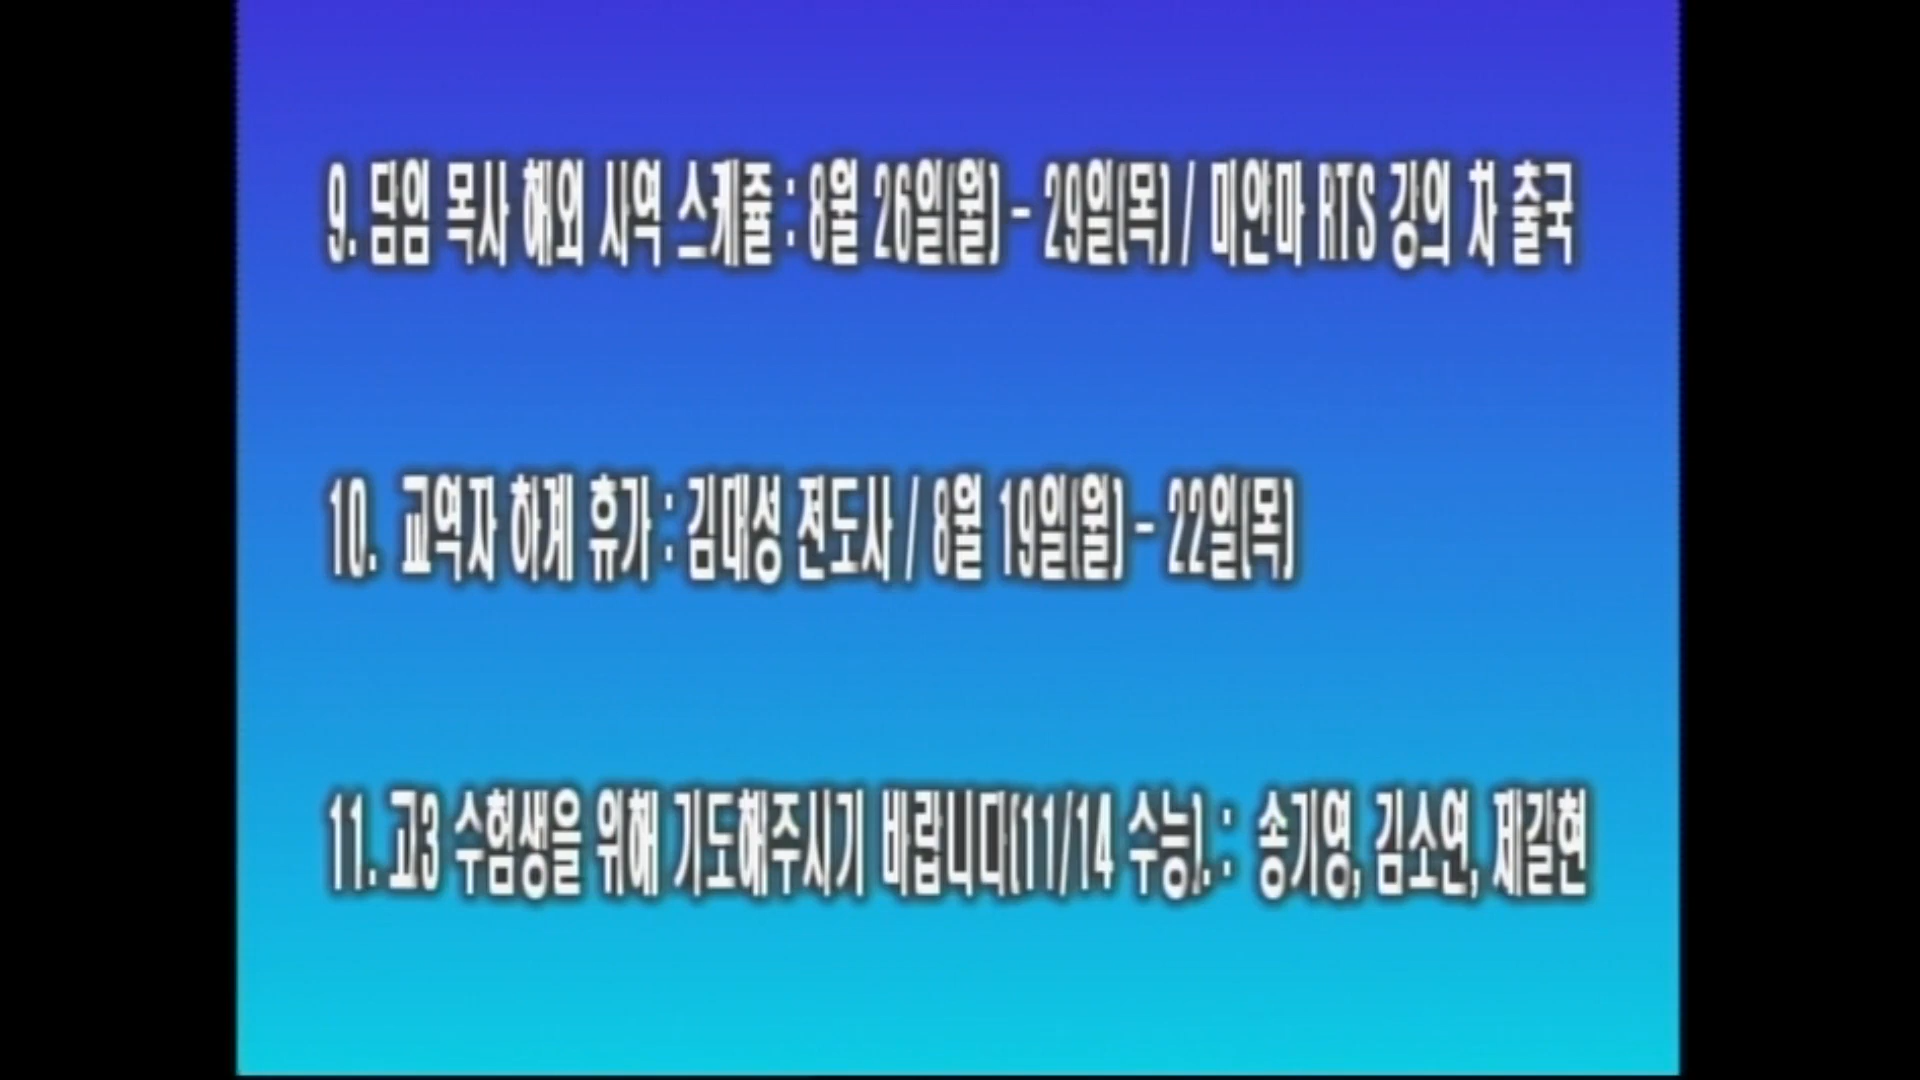 9. 담임 목사 해외 사역 스케쥴 : 8월 26일(월) - 29일(목) / 미얀마 RTS 강의 차 출국
10. 교역자 하계 휴가 : 김대성 전도사 / 8월 19일(월) - 22일(목)
11. 고3 수험생을 위해 기도해주시기 바랍니다(11/14 수능). : 송기영, 김소연, 제갈현